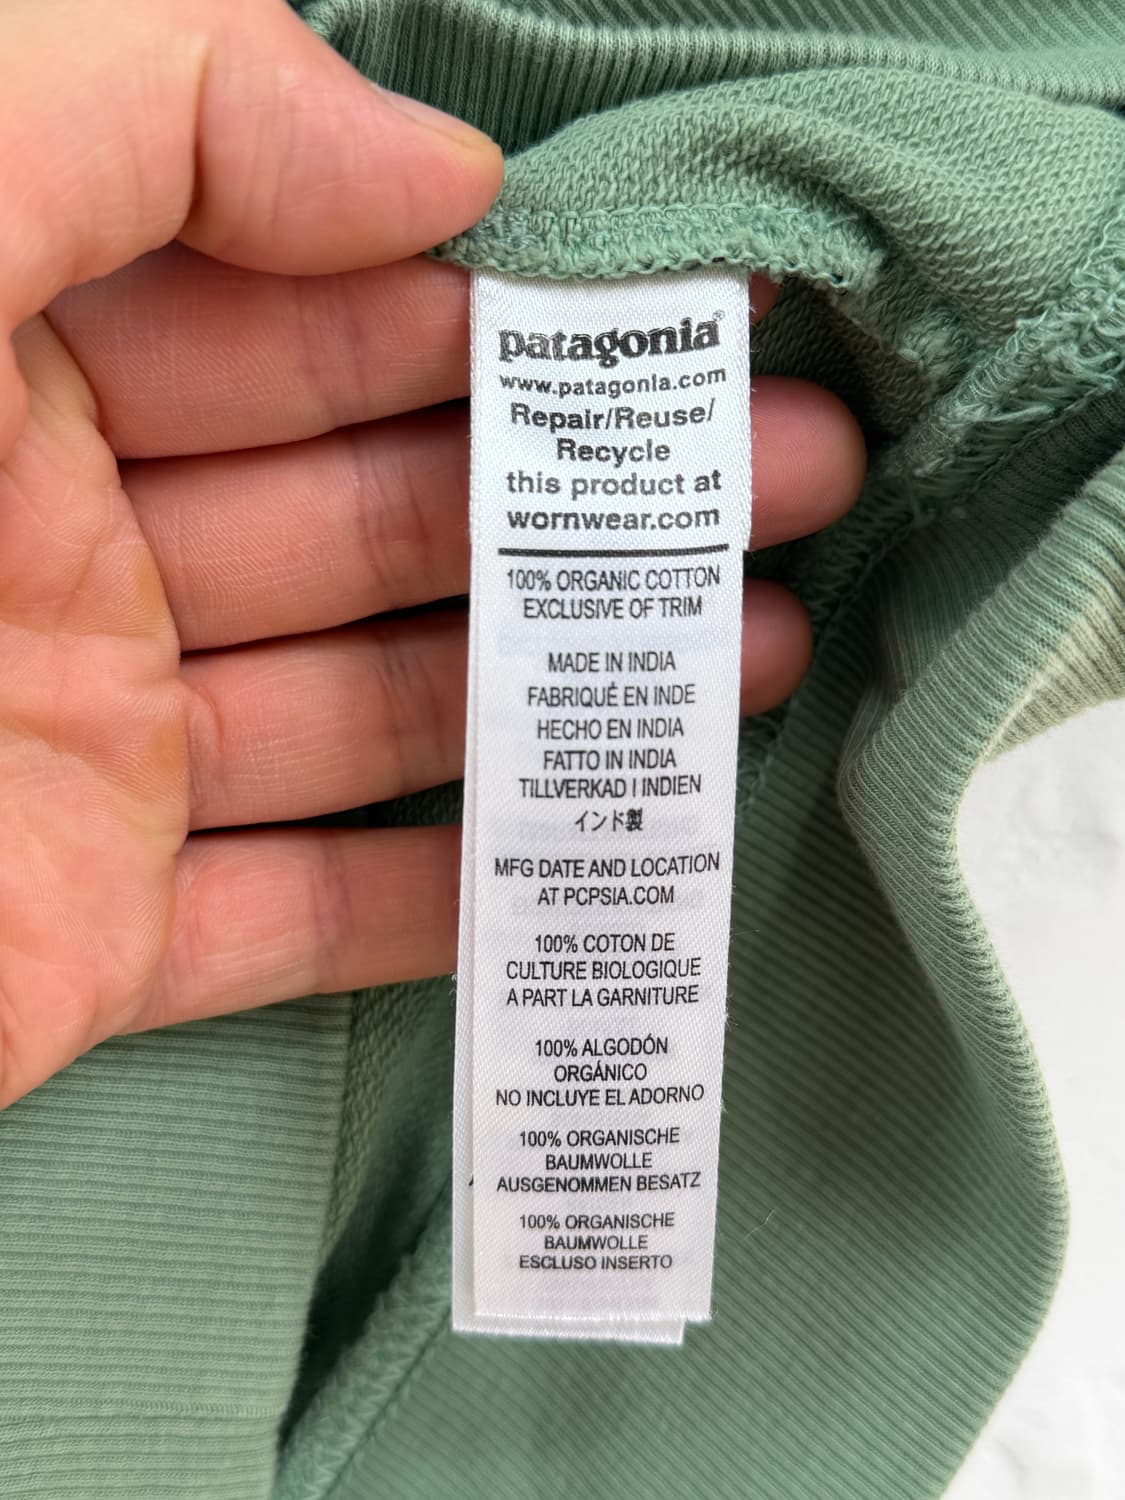 patagonia®
www.patagonia.com
Repair/Reuse/
Recycle
this product at
wornwear.com
100% ORGANIC COTTON
EXCLUSIVE OF TRIM
MADE IN INDIA
FABRIQUÉ EN INDE
HECHO EN INDIA
FATTO IN INDIA
TILLVERKAD I INDIEN
インド製
MFG DATE AND LOCATION
AT PCPSIA.COM
100% COTON DE
CULTURE BIOLOGIQUE
A PART LA GARNITURE
100% ALGODÓN
ORGÁNICO
NO INCLUYE EL ADORNO
100% ORGANISCHE
BAUMWOLLE
AUSGENOMMEN BESATZ
100% ORGANISCHE
BAUMWOLLE
ESCLUSO INSERTO